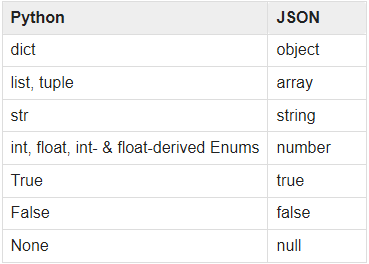 Python JSON
dict object
list, tuple array
str string
int, float, int- & float-derived Enums number
True true
False false
None null